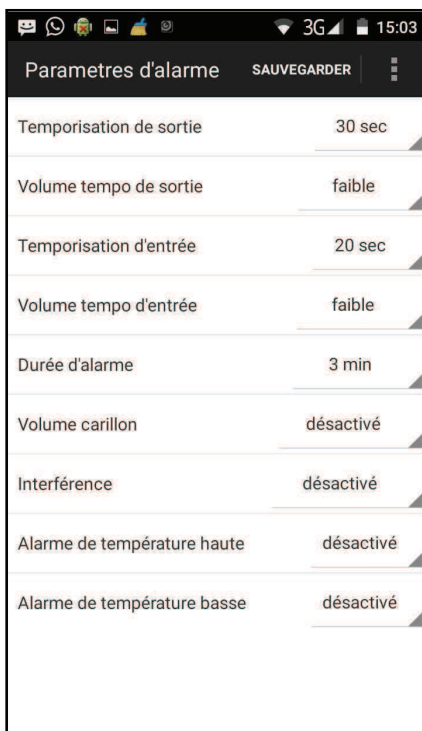 3G 15:03
Parametres d'alarme SAUVEGARDER
Temporisation de sortie 30 sec
Volume tempo de sortie faible
Temporisation d'entrée 20 sec
Volume tempo d'entrée faible
Durée d'alarme 3 min
Volume carillon désactivé
Interférence désactivé
Alarme de température haute désactivé
Alarme de température basse désactivé